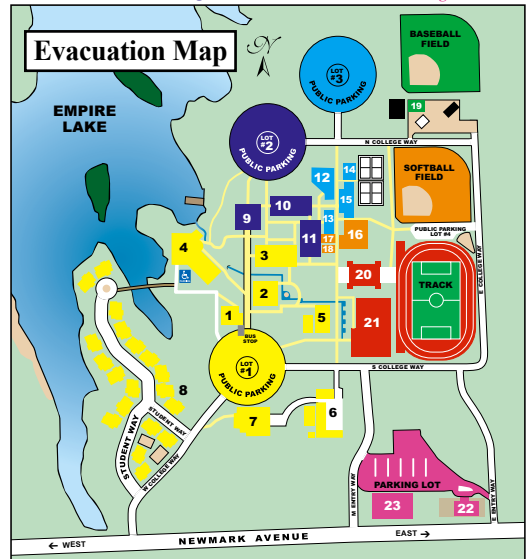 Evacuation Map
N
BASEBALL
FIELD
LOT
#3
PUBLIC PARKING
EMPIRE
LAKE
19
LOT
#2
PUBLIC PARKING
N COLLEGE WAY
12
14
SOFTBALL
FIELD
15
10
9
13
16
PUBLIC PARKING
LOT #4
11
17
18
4
3
E COLLEGE WAY
20
2
TRACK
1
5
21
BUS
STOP
LOT
#1
PUBLIC PARKING
S COLLEGE WAY
8
6
7
STUDENT WAY
STUDENT WAY
W COLLEGE WAY
PARKING LOT
M ENTRY WAY
23
22
E ENTRY WAY
← WEST
NEWMARK AVENUE
EAST →